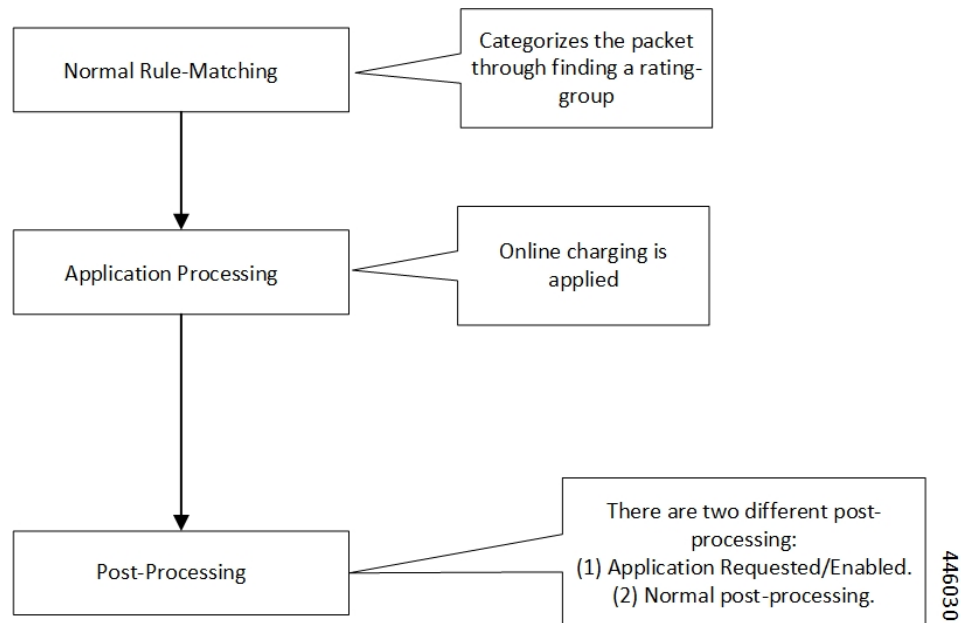 Normal Rule-Matching
Categorizes the packet
through finding a rating-
group
Application Processing
Online charging is
applied
Post-Processing
There are two different post-
processing:
(1) Application Requested/Enabled.
(2) Normal post-processing.
446030